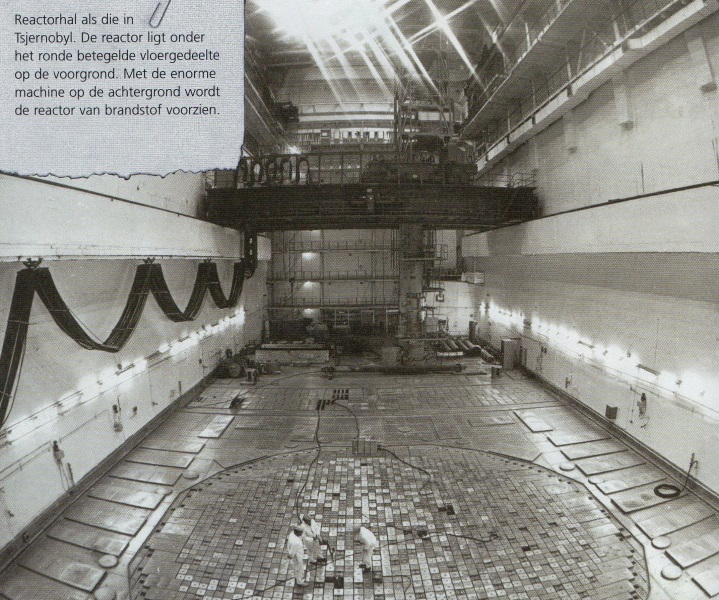 Reactorhal als die in
Tsjernobyl. De reactor ligt onder
het ronde betegelde vloergedeelte
op de voorgrond. Met de enorme
machine op de achtergrond wordt
de reactor van brandstof voorzien.